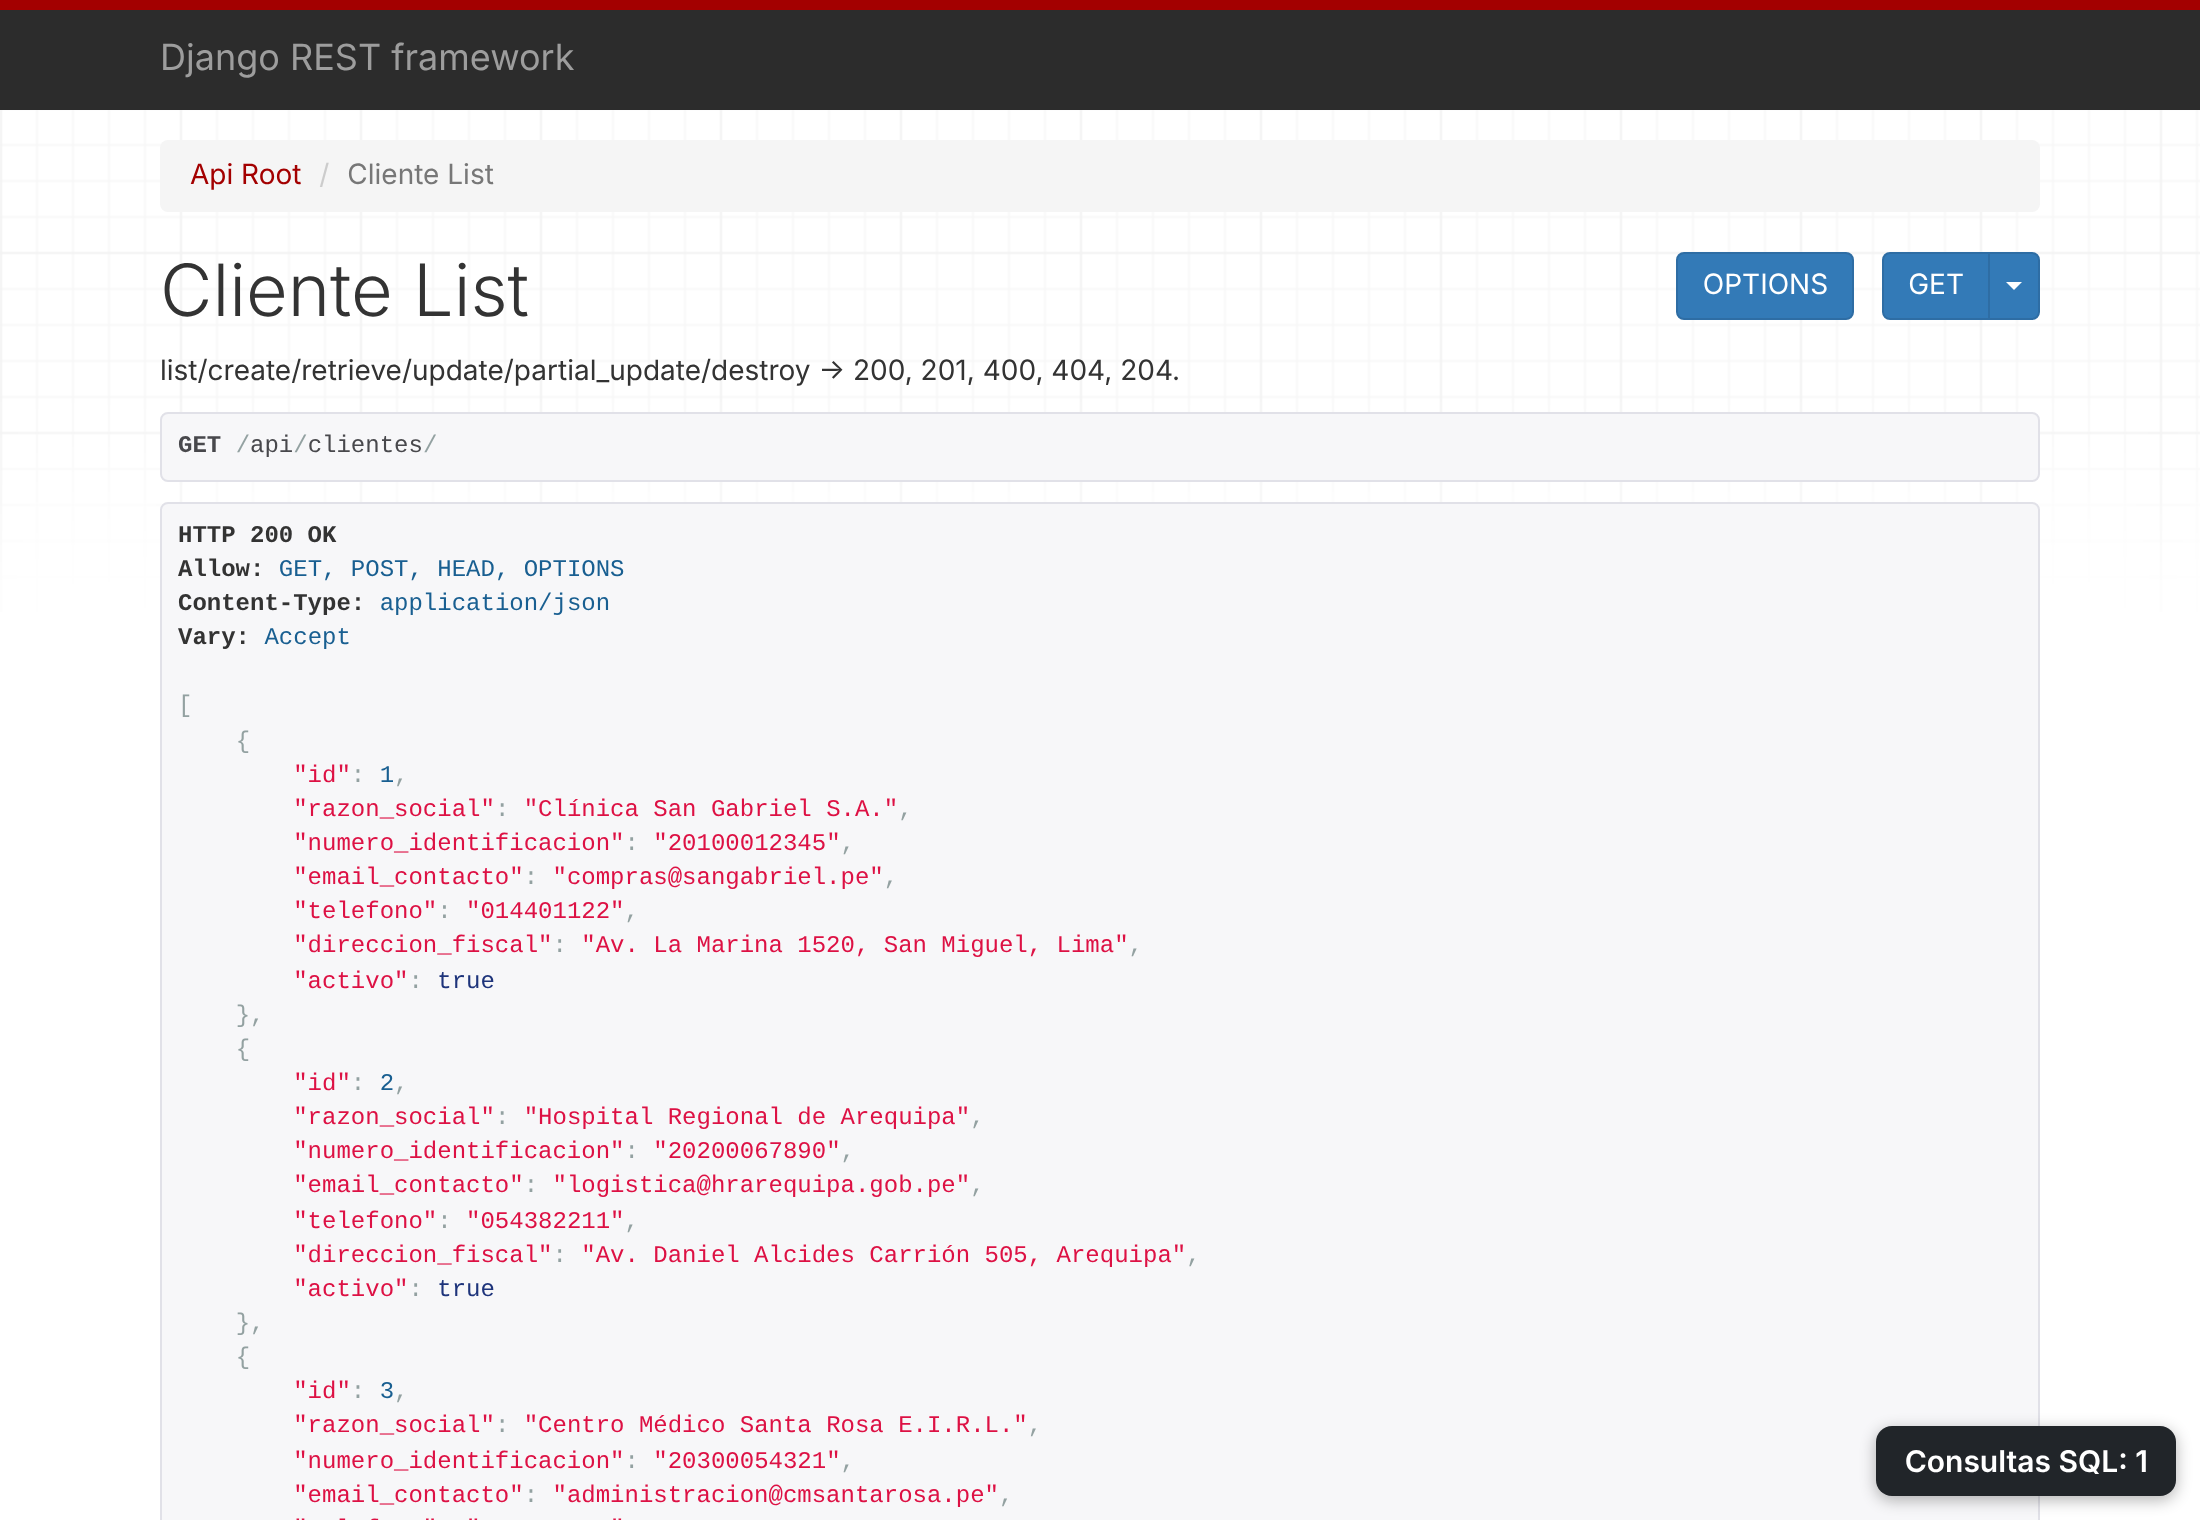 Django REST framework
Api Root / Cliente List
Cliente List
OPTIONS
GET
list/create/retrieve/update/partial_update/destroy → 200, 201, 400, 404, 204.
GET /api/clientes/
HTTP 200 OK
Allow: GET, POST, HEAD, OPTIONS
Content-Type: application/json
Vary: Accept
[
    {
        "id": 1,
        "razon_social": "Clínica San Gabriel S.A.",
        "numero_identificacion": "20100012345",
        "email_contacto": "compras@sangabriel.pe",
        "telefono": "014401122",
        "direccion_fiscal": "Av. La Marina 1520, San Miguel, Lima",
        "activo": true
    },
    {
        "id": 2,
        "razon_social": "Hospital Regional de Arequipa",
        "numero_identificacion": "20200067890",
        "email_contacto": "logistica@hrarequipa.gob.pe",
        "telefono": "054382211",
        "direccion_fiscal": "Av. Daniel Alcides Carrión 505, Arequipa",
        "activo": true
    },
    {
        "id": 3,
        "razon_social": "Centro Médico Santa Rosa E.I.R.L.",
        "numero_identificacion": "20300054321",
        "email_contacto": "administracion@cmsantarosa.pe",
Consultas SQL: 1